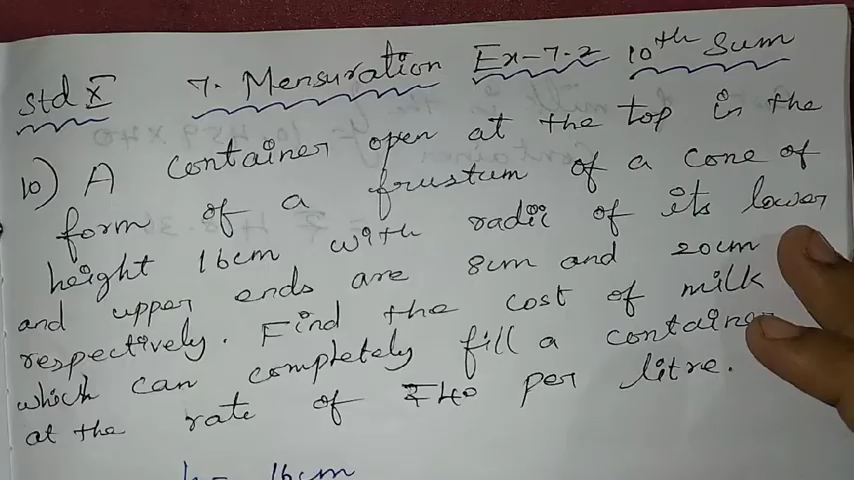 Std X 7. Mensuration Ex-7.2 10th Sum
10) A container open at the top in the
form of a frustum of a cone of
height 16cm with radii of its lower
and upper ends are 8cm and 20cm
respectively. Find the cost of milk
which can completely fill a container
at the rate of ₹40 per litre.
h = 16cm